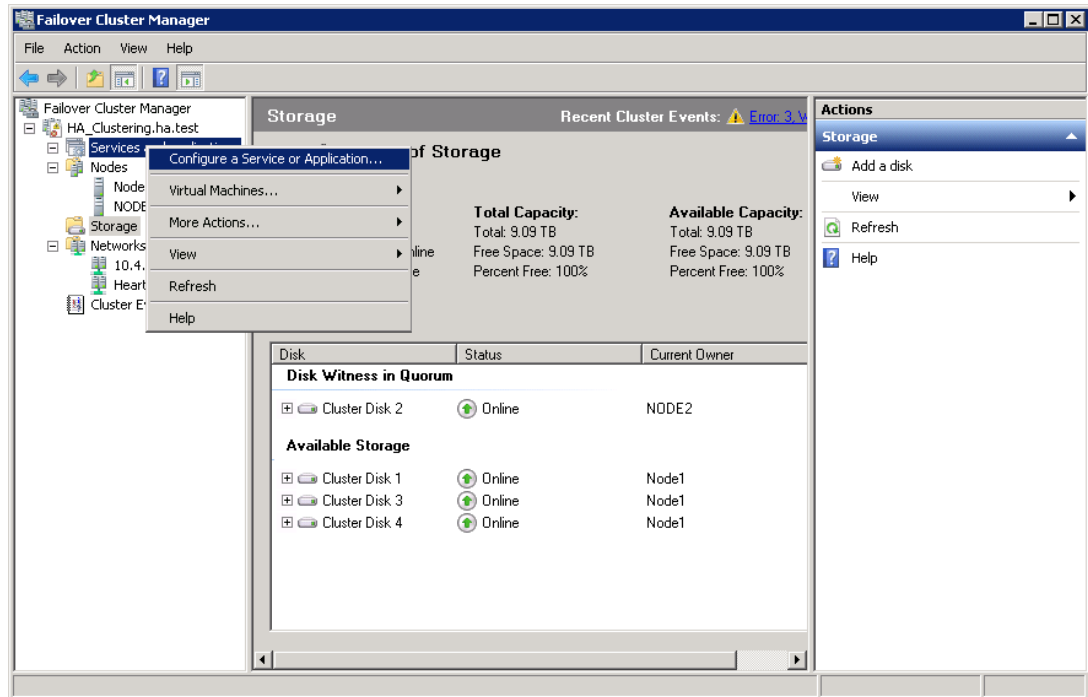 Failover Cluster Manager
File Action View Help
Failover Cluster Manager
HA_Clustering.ha.test
Services
Nodes
Node
NODE
Storage
Networks
10.4.
Heart
Cluster E
Configure a Service or Application...
Virtual Machines...
More Actions...
View
Refresh
Help
Storage Recent Cluster Events: Error: 3, W
of Storage
Total Capacity: Available Capacity:
Total: 9.09 TB Total: 9.09 TB
Free Space: 9.09 TB Free Space: 9.09 TB
Percent Free: 100% Percent Free: 100%
Disk Status Current Owner
Disk Witness in Quorum
Cluster Disk 2 Online NODE2
Available Storage
Cluster Disk 1 Online Node1
Cluster Disk 3 Online Node1
Cluster Disk 4 Online Node1
Actions
Storage
Add a disk
View
Refresh
Help